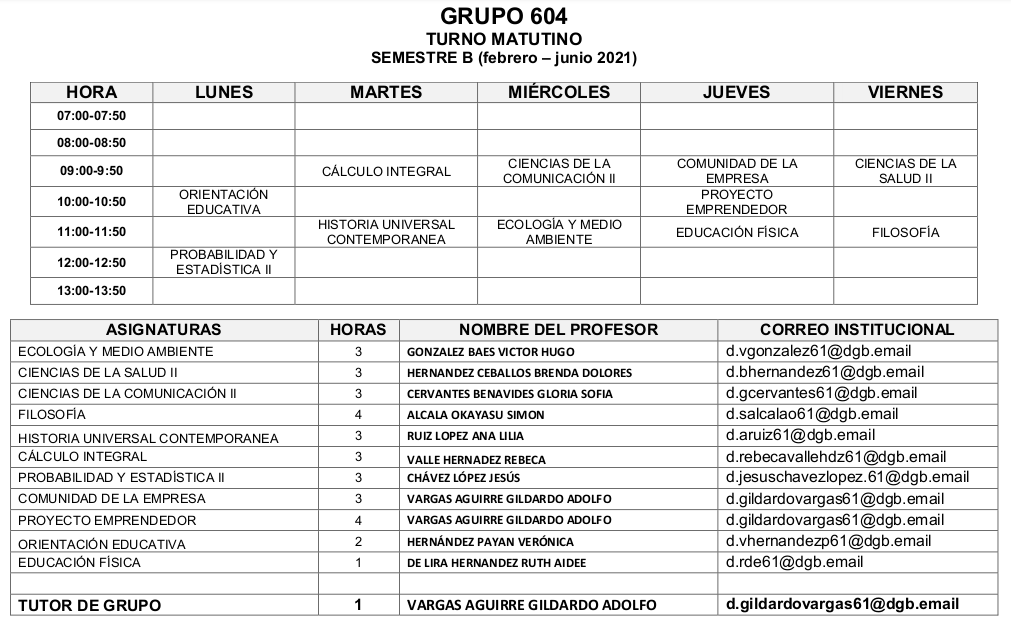 GRUPO 604
TURNO MATUTINO
SEMESTRE B (febrero – junio 2021)
HORA LUNES MARTES MIÉRCOLES JUEVES VIERNES
07:00-07:50
08:00-08:50
09:00-9:50 CÁLCULO INTEGRAL CIENCIAS DE LA COMUNICACIÓN II COMUNIDAD DE LA EMPRESA CIENCIAS DE LA SALUD II
10:00-10:50 ORIENTACIÓN EDUCATIVA PROYECTO EMPRENDEDOR
11:00-11:50 HISTORIA UNIVERSAL CONTEMPORANEA ECOLOGÍA Y MEDIO AMBIENTE EDUCACIÓN FÍSICA FILOSOFÍA
12:00-12:50 PROBABILIDAD Y ESTADÍSTICA II
13:00-13:50
ASIGNATURAS HORAS NOMBRE DEL PROFESOR CORREO INSTITUCIONAL
ECOLOGÍA Y MEDIO AMBIENTE 3 GONZALEZ BAES VICTOR HUGO d.vgonzalez61@dgb.email
CIENCIAS DE LA SALUD II 3 HERNANDEZ CEBALLOS BRENDA DOLORES d.bhernandez61@dgb.email
CIENCIAS DE LA COMUNICACIÓN II 3 CERVANTES BENAVIDES GLORIA SOFIA d.gcervantes61@dgb.email
FILOSOFÍA 4 ALCALA OKAYASU SIMON d.salcalao61@dgb.email
HISTORIA UNIVERSAL CONTEMPORANEA 3 RUIZ LOPEZ ANA LILIA d.aruiz61@dgb.email
CÁLCULO INTEGRAL 3 VALLE HERNADEZ REBECA d.rebecavallehdz61@dgb.email
PROBABILIDAD Y ESTADÍSTICA II 3 CHÁVEZ LÓPEZ JESÚS d.jesuschavezlopez.61@dgb.email
COMUNIDAD DE LA EMPRESA 3 VARGAS AGUIRRE GILDARDO ADOLFO d.gildardovargas61@dgb.email
PROYECTO EMPRENDEDOR 4 VARGAS AGUIRRE GILDARDO ADOLFO d.gildardovargas61@dgb.email
ORIENTACIÓN EDUCATIVA 2 HERNÁNDEZ PAYAN VERÓNICA d.vhernandezp61@dgb.email
EDUCACIÓN FÍSICA 1 DE LIRA HERNANDEZ RUTH AIDEE d.rde61@dgb.email
TUTOR DE GRUPO 1 VARGAS AGUIRRE GILDARDO ADOLFO d.gildardovargas61@dgb.email